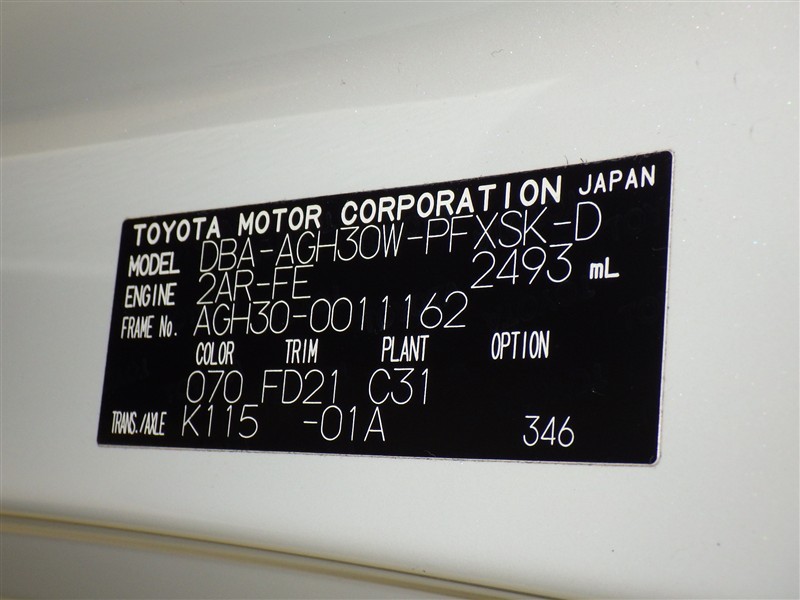 TOYOTA MOTOR CORPORATION JAPAN
MODEL DBA-AGH30W-PFXSK-D
ENGINE 2AR-FE 2493 mL
FRAME No. AGH30-0011162
COLOR TRIM PLANT OPTION
070 FD21 C31
TRANS./AXLE K115 -01A 346